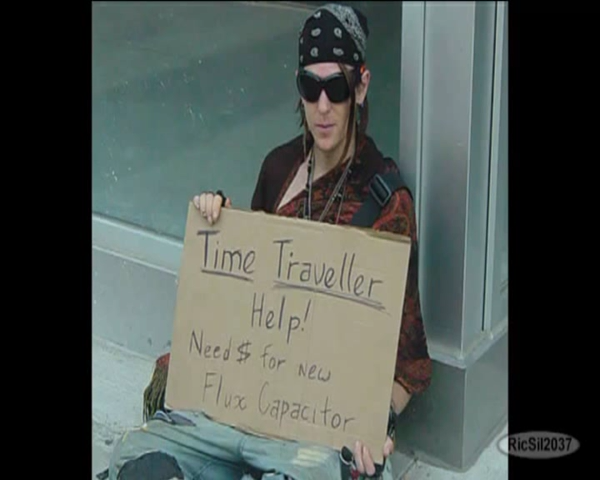 Time Traveller
Help!
Need $ for new
Flux Capacitor
RicSil2037